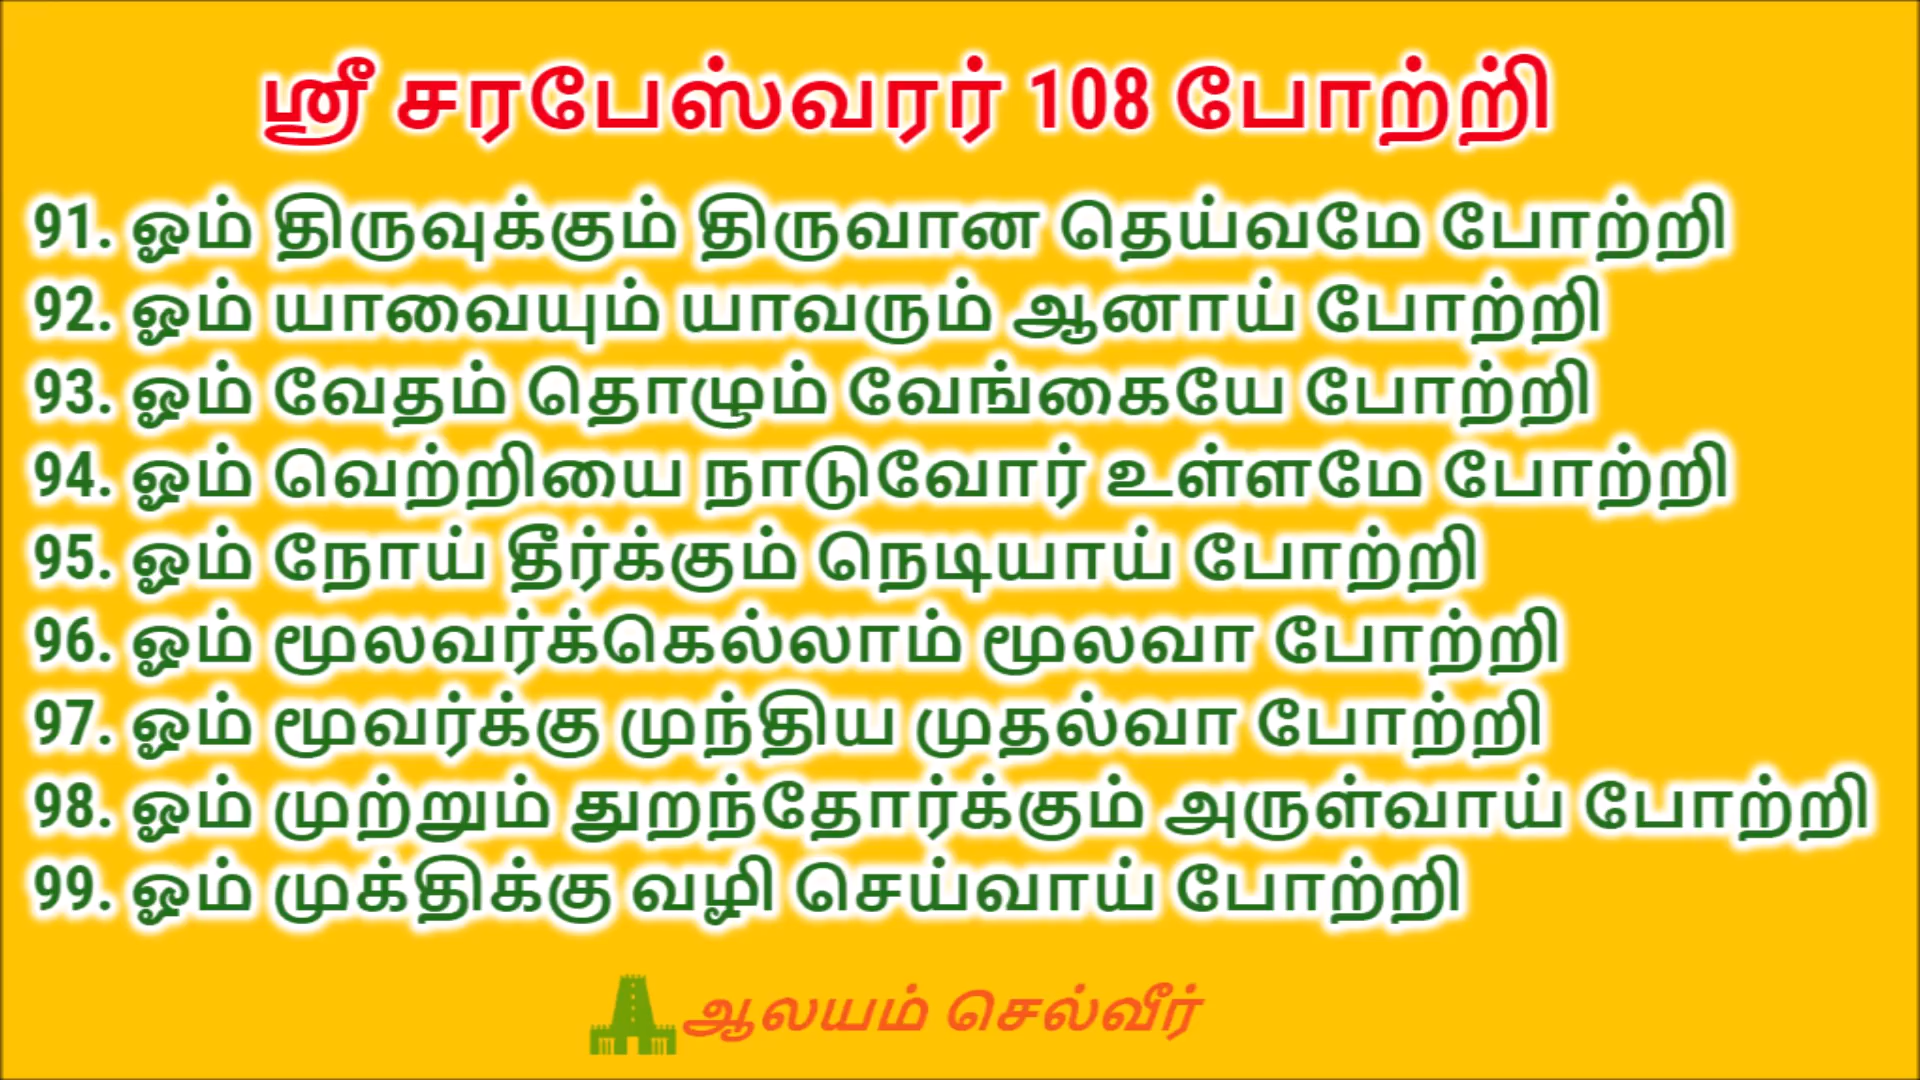 ஸ்ரீ சரபேஸ்வரர் 108 போற்றி
91. ஓம் திருவுக்கும் திருவான தெய்வமே போற்றி
92. ஓம் யாவையும் யாவரும் ஆனாய் போற்றி
93. ஓம் வேதம் தொழும் வேங்கையே போற்றி
94. ஓம் வெற்றியை நாடுவோர் உள்ளமே போற்றி
95. ஓம் நோய் தீர்க்கும் நெடியாய் போற்றி
96. ஓம் மூலவர்க்கெல்லாம் மூலவா போற்றி
97. ஓம் மூவர்க்கு முந்திய முதல்வா போற்றி
98. ஓம் முற்றும் துறந்தோர்க்கும் அருள்வாய் போற்றி
99. ஓம் முக்திக்கு வழி செய்வாய் போற்றி
ஆலயம் செல்வீர்